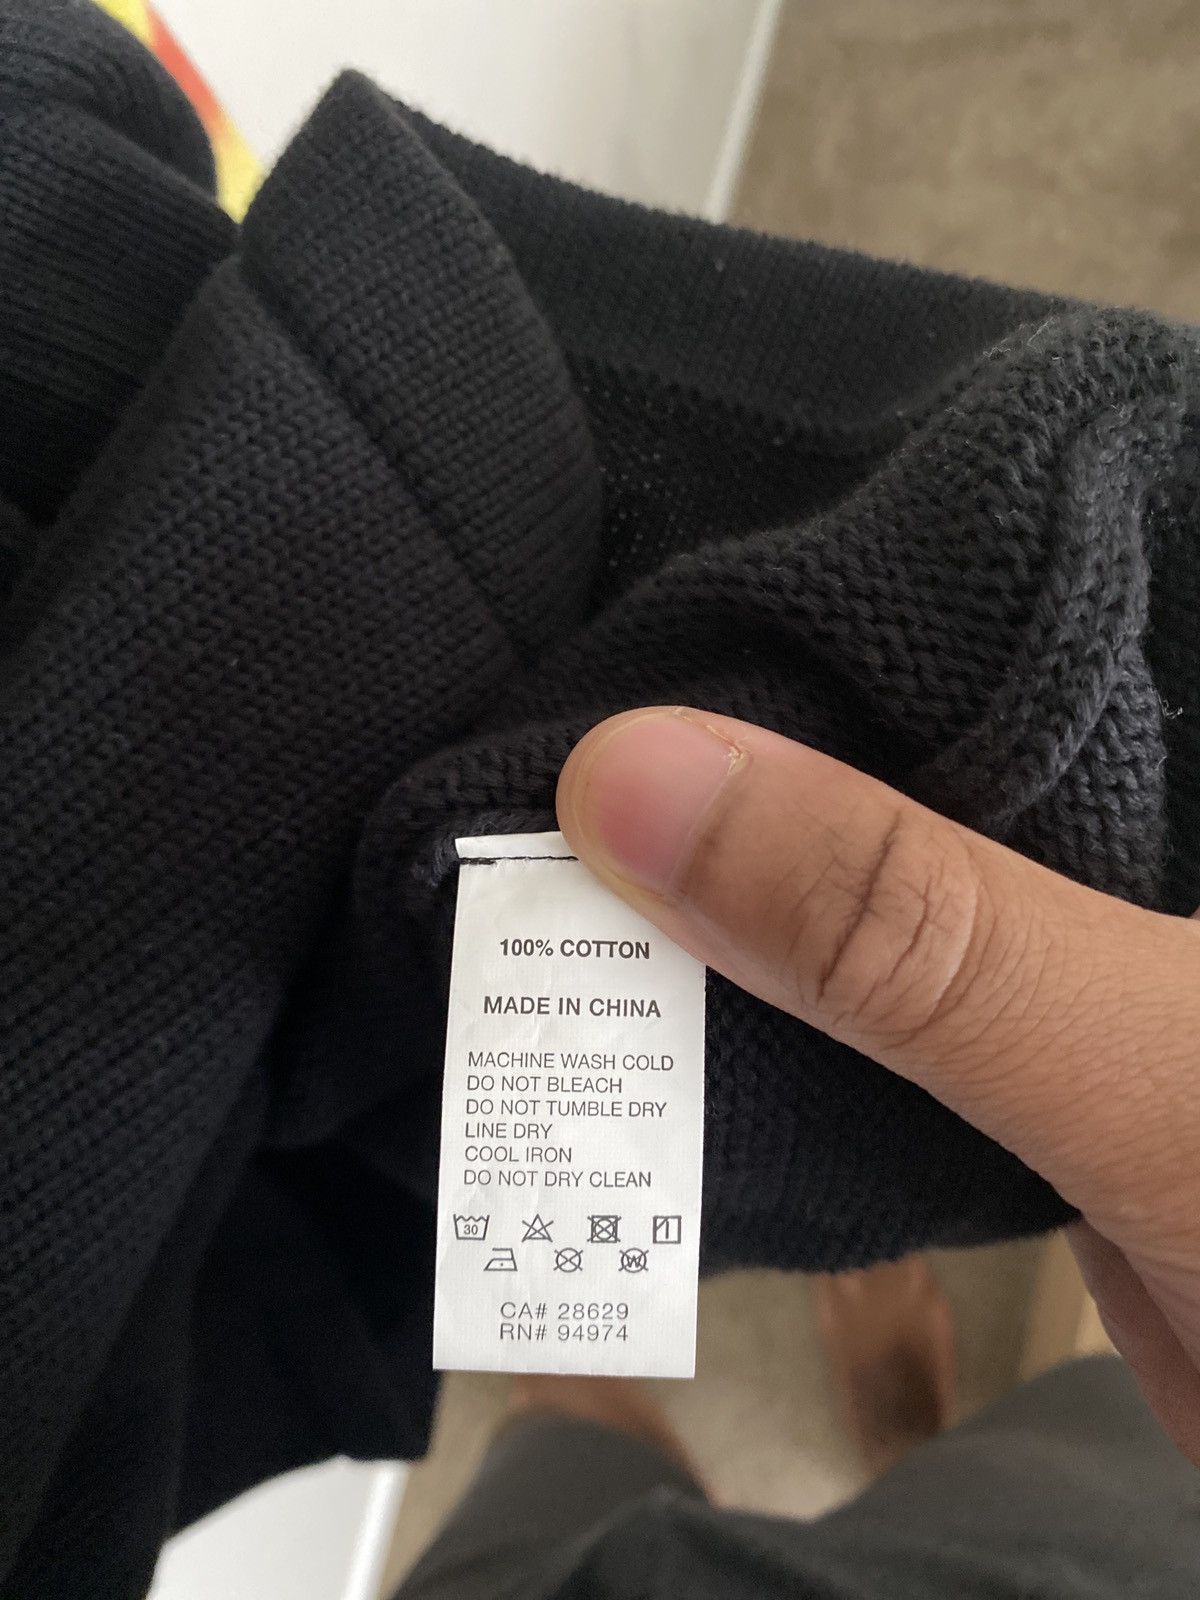 100% COTTON
MADE IN CHINA
MACHINE WASH COLD
DO NOT BLEACH
DO NOT TUMBLE DRY
LINE DRY
COOL IRON
DO NOT DRY CLEAN
30
W
CA# 28629
RN# 94974